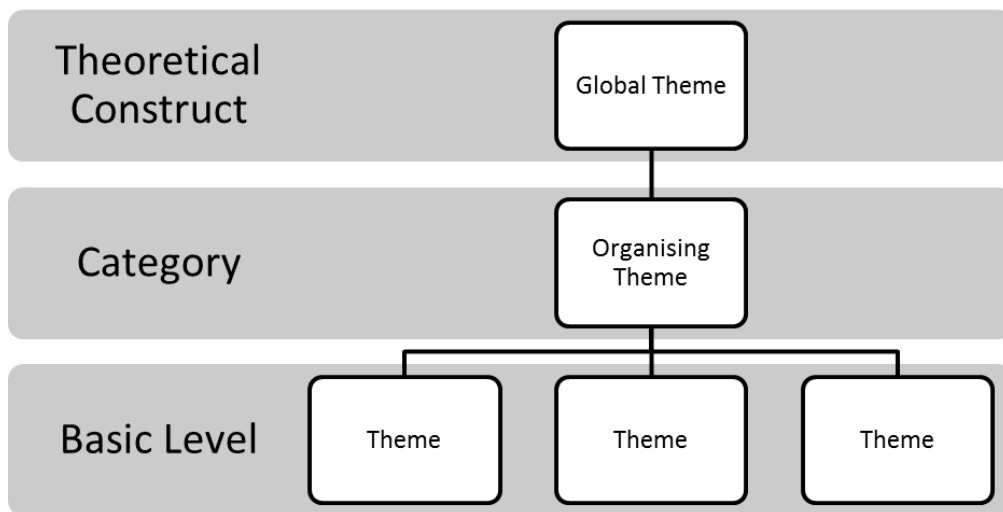 Theoretical
Construct
Global Theme
Category
Organising
Theme
Basic Level
Theme
Theme
Theme